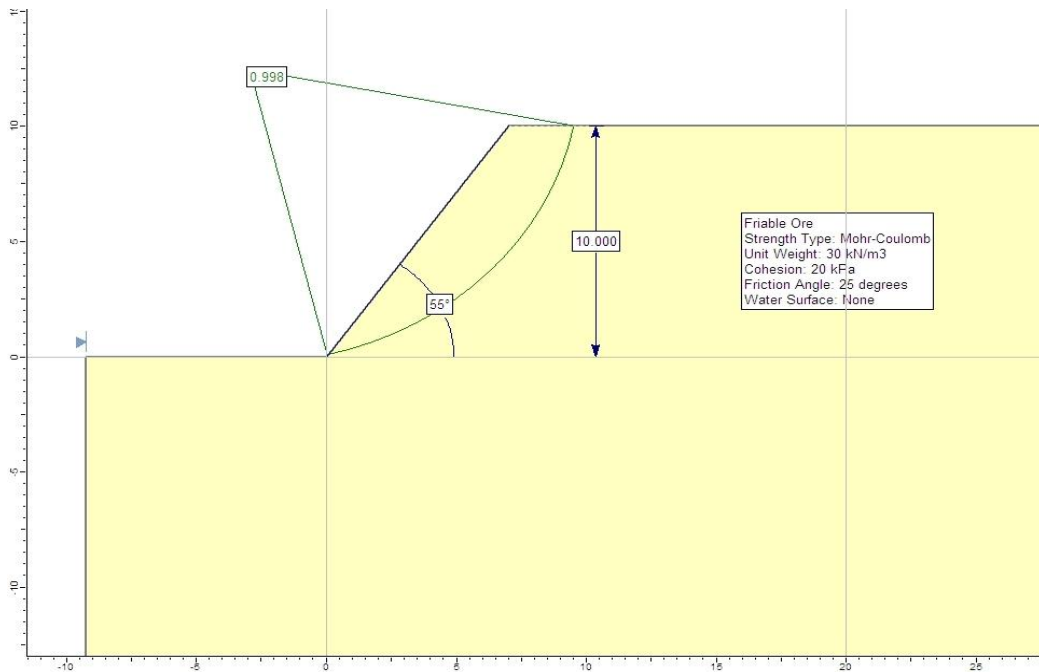 15
10
5
0
-5
-10
0.998
10.000
55°
Friable Ore
Strength Type: Mohr-Coulomb
Unit Weight: 30 kN/m3
Cohesion: 20 kPa
Friction Angle: 25 degrees
Water Surface: None
-10 -5 0 5 10 15 20 25